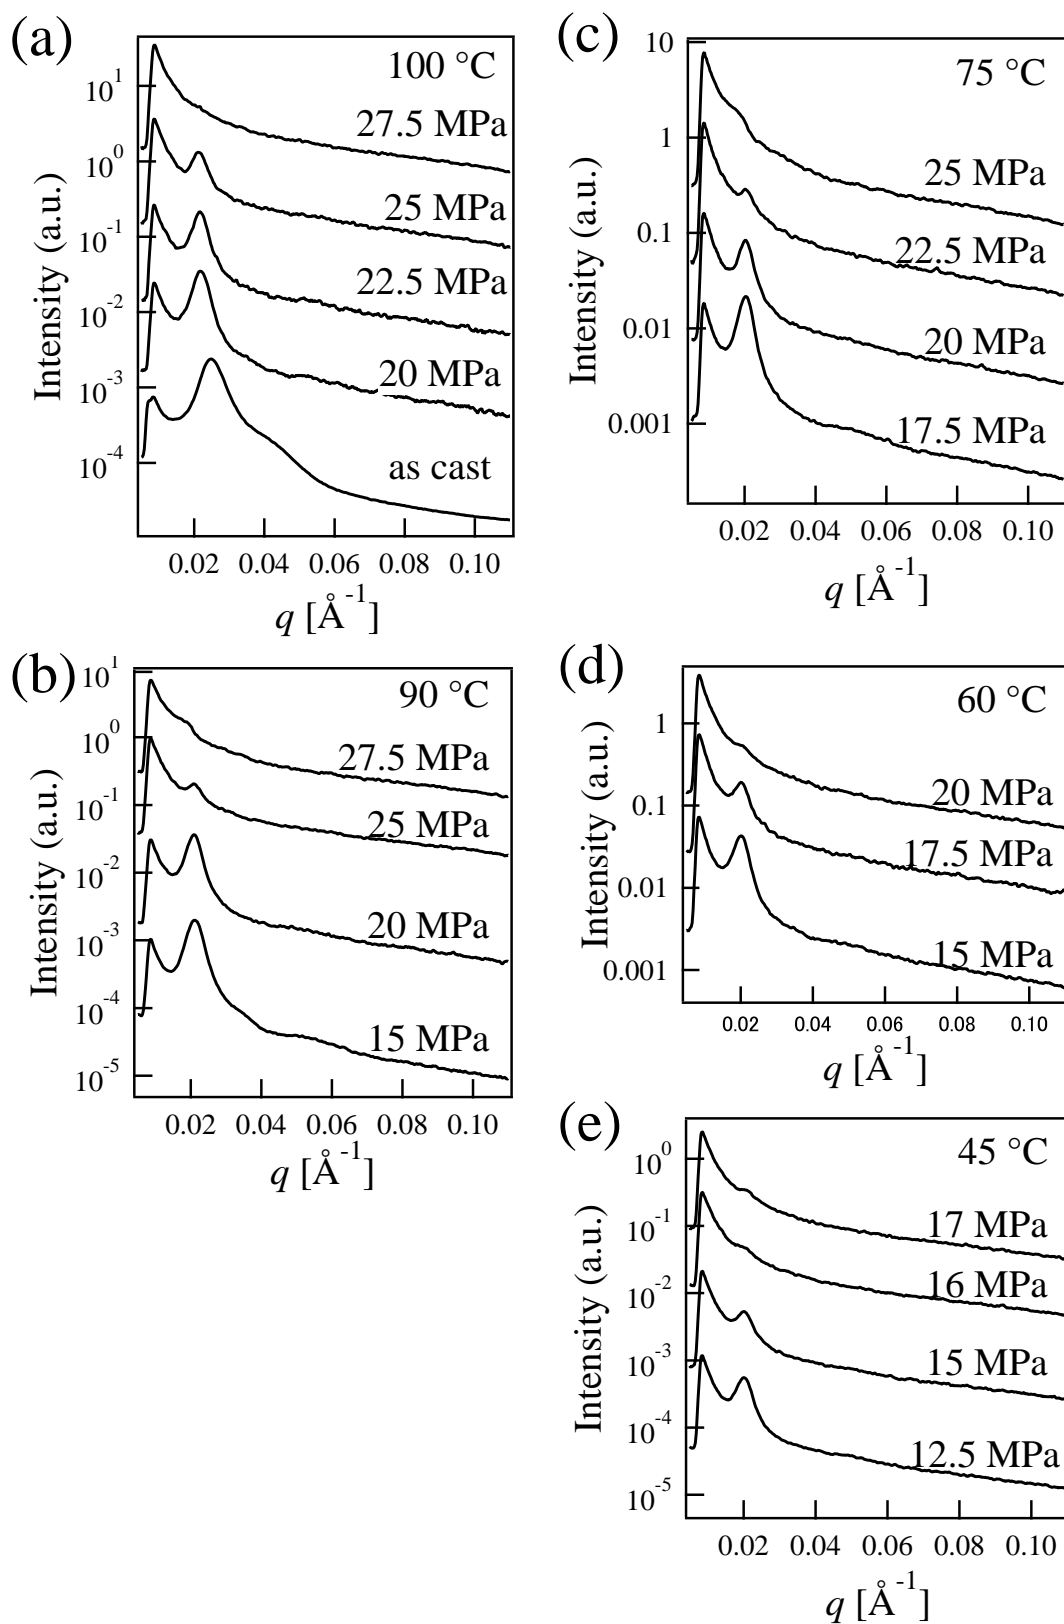 (a)
100 °C
27.5 MPa
25 MPa
22.5 MPa
20 MPa
as cast
10^1
10^0
10^-1
10^-2
10^-3
10^-4
Intensity (a.u.)
0.02 0.04 0.06 0.08 0.10
q [Å^-1]
(b)
90 °C
27.5 MPa
25 MPa
20 MPa
15 MPa
10^1
10^0
10^-1
10^-2
10^-3
10^-4
10^-5
Intensity (a.u.)
0.02 0.04 0.06 0.08 0.10
q [Å^-1]
(c)
75 °C
25 MPa
22.5 MPa
20 MPa
17.5 MPa
10
1
0.1
0.01
0.001
Intensity (a.u.)
0.02 0.04 0.06 0.08 0.10
q [Å^-1]
(d)
60 °C
20 MPa
17.5 MPa
15 MPa
1
0.1
0.01
0.001
Intensity (a.u.)
0.02 0.04 0.06 0.08 0.10
q [Å^-1]
(e)
45 °C
17 MPa
16 MPa
15 MPa
12.5 MPa
10^0
10^-1
10^-2
10^-3
10^-4
10^-5
Intensity (a.u.)
0.02 0.04 0.06 0.08 0.10
q [Å^-1]